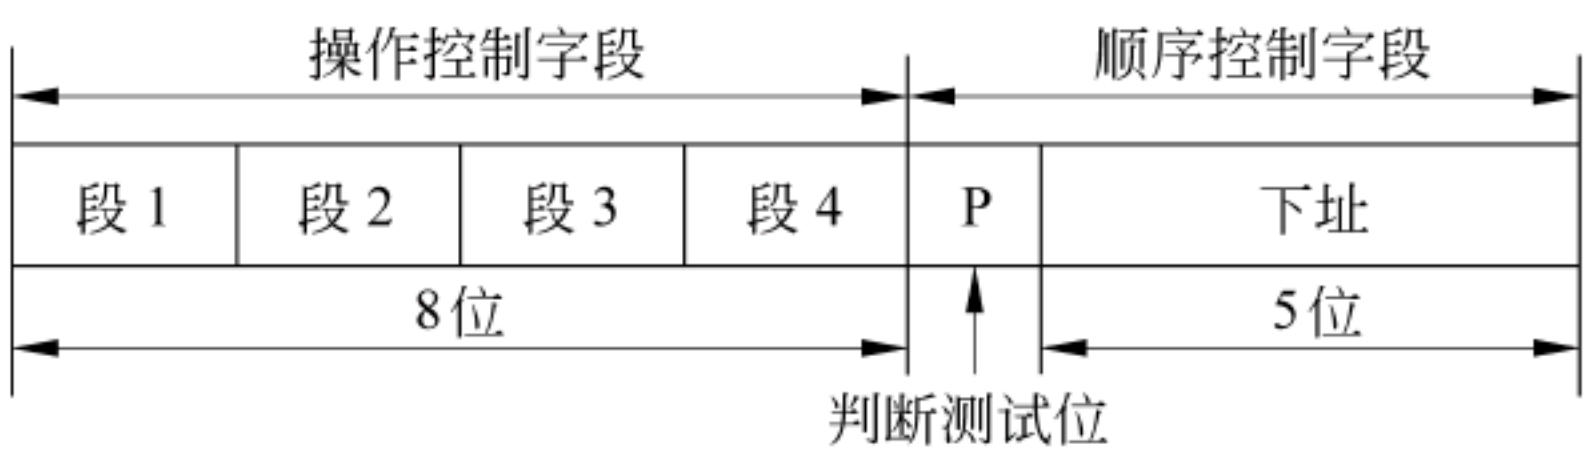 操作控制字段 顺序控制字段
段 1 段 2 段 3 段 4 P 下址
8 位 5 位
判断测试位